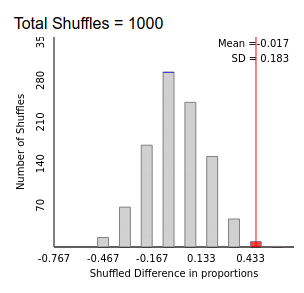 Total Shuffles = 1000
Mean = -0.017
SD = 0.183
Number of Shuffles
35
280
210
140
70
-0.767 -0.467 -0.167 0.133 0.433
Shuffled Difference in proportions